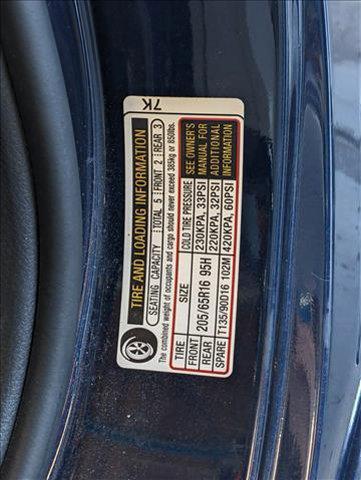 7K
TIRE AND LOADING INFORMATION
SEATING CAPACITY TOTAL 5 FRONT 2 REAR 3
The combined weight of occupants and cargo should never exceed 385kg or 850lbs.
TIRE SIZE COLD TIRE PRESSURE SEE OWNER'S MANUAL FOR ADDITIONAL INFORMATION
FRONT 205/65R16 95H 230KPA, 33PSI
REAR 220KPA, 32PSI
SPARE T135/90D16 102M 420KPA, 60PSI